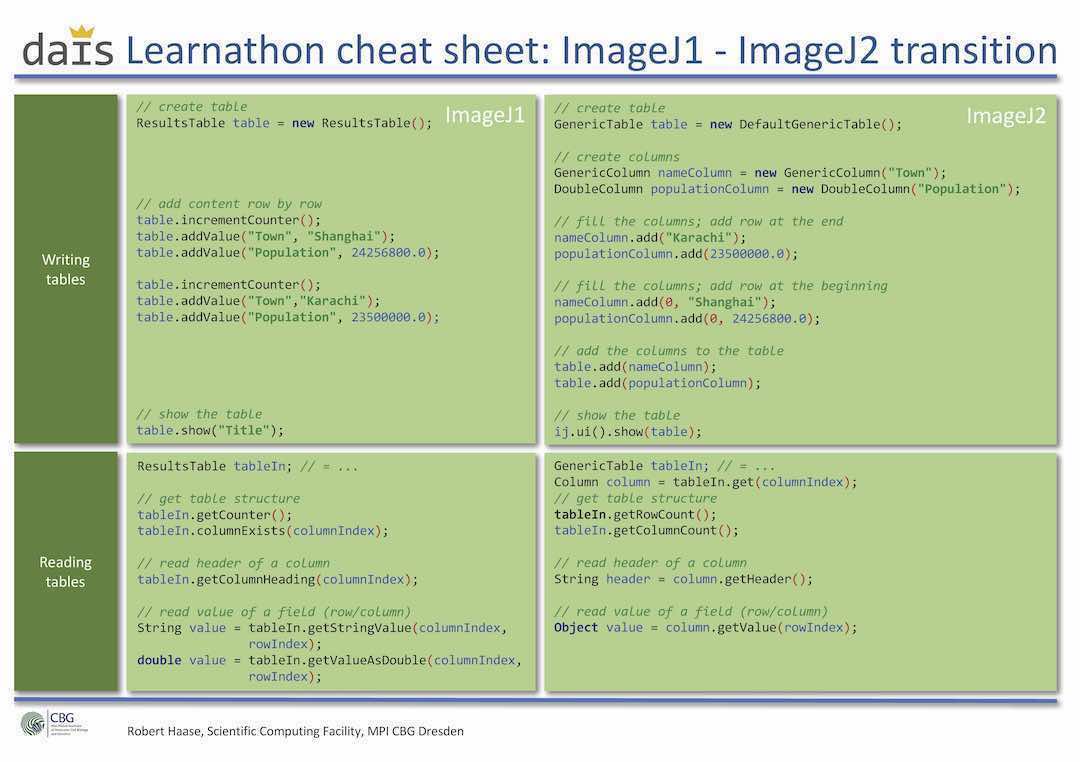 dais Learnathon cheat sheet: ImageJ1 - ImageJ2 transition
Writing
tables
ImageJ1
// create table
ResultsTable table = new ResultsTable();
// add content row by row
table.incrementCounter();
table.addValue("Town", "Shanghai");
table.addValue("Population", 24256800.0);
table.incrementCounter();
table.addValue("Town","Karachi");
table.addValue("Population", 23500000.0);
// show the table
table.show("Title");
ImageJ2
// create table
GenericTable table = new DefaultGenericTable();
// create columns
GenericColumn nameColumn = new GenericColumn("Town");
DoubleColumn populationColumn = new DoubleColumn("Population");
// fill the columns; add row at the end
nameColumn.add("Karachi");
populationColumn.add(23500000.0);
// fill the columns; add row at the beginning
nameColumn.add(0, "Shanghai");
populationColumn.add(0, 24256800.0);
// add the columns to the table
table.add(nameColumn);
table.add(populationColumn);
// show the table
ij.ui().show(table);
Reading
tables
ResultsTable tableIn; // = ...
// get table structure
tableIn.getCounter();
tableIn.columnExists(columnIndex);
// read header of a column
tableIn.getColumnHeading(columnIndex);
// read value of a field (row/column)
String value = tableIn.getStringValue(columnIndex,
rowIndex);
double value = tableIn.getValueAsDouble(columnIndex,
rowIndex);
GenericTable tableIn; // = ...
Column column = tableIn.get(columnIndex);
// get table structure
tableIn.getRowCount();
tableIn.getColumnCount();
// read header of a column
String header = column.getHeader();
// read value of a field (row/column)
Object value = column.getValue(rowIndex);
CBG
Robert Haase, Scientific Computing Facility, MPI CBG Dresden